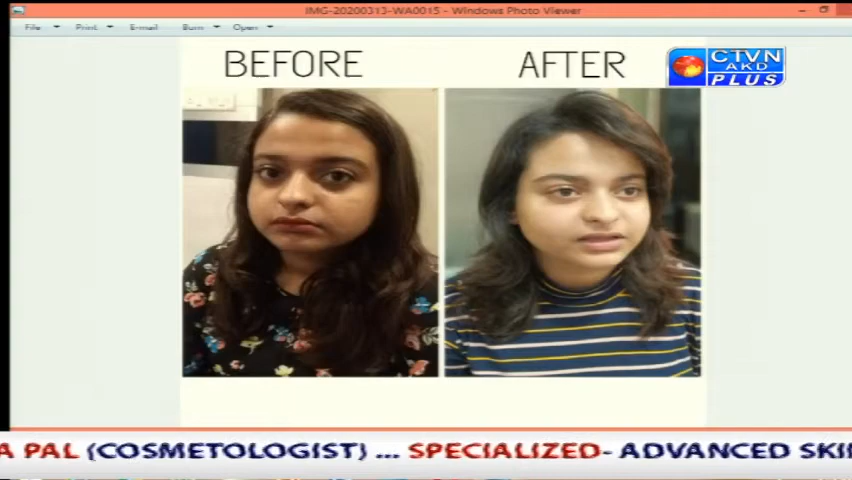 IMG-20200313-WA0015 - Windows Photo Viewer
File Print E-mail Burn Open
BEFORE AFTER
CTVN
AKD
PLUS
A PAL (COSMETOLOGIST) ... SPECIALIZED- ADVANCED SKI